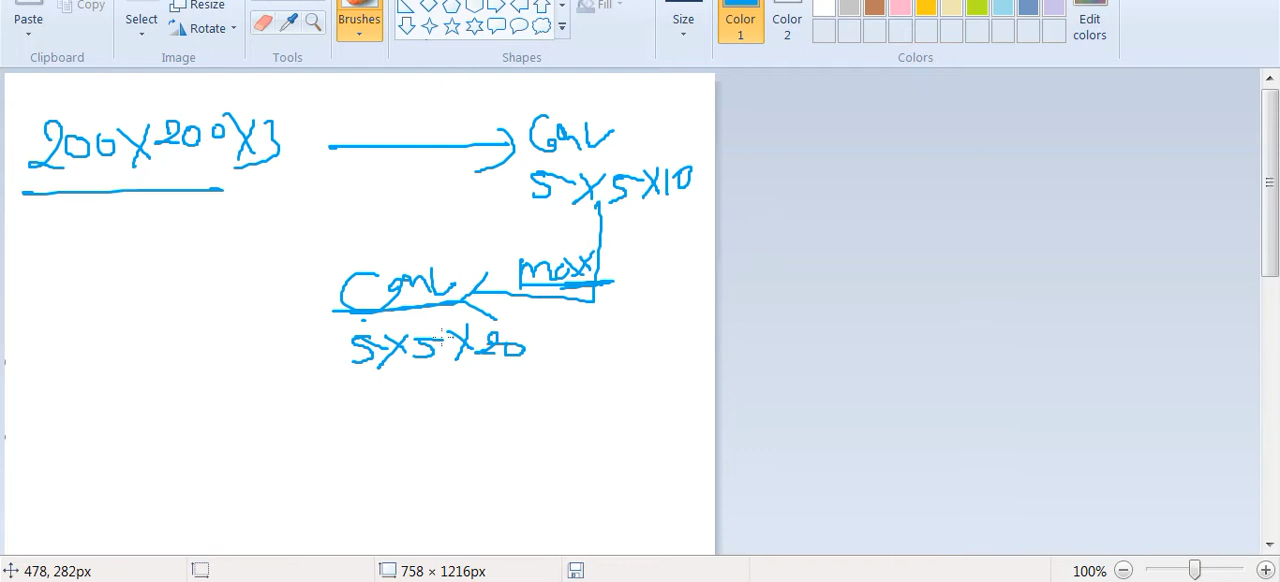 Paste
Copy
Clipboard
Select
Resize
Rotate
Image
Tools
Brushes
Fill
Shapes
Size
Color
1
Color
2
Edit
colors
Colors
200X200X3
Conv
5X5X10
max
Conv
5X5X20
478, 282px
758 × 1216px
100%